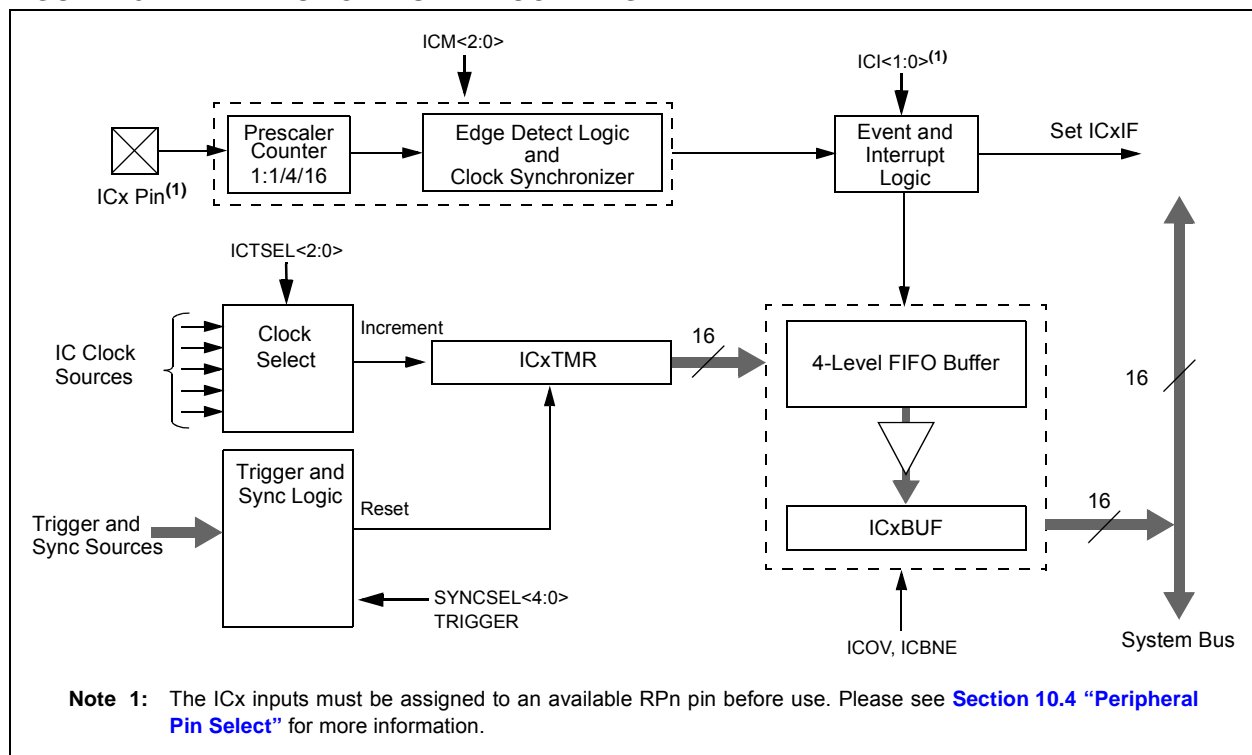 ICM<2:0>
ICI<1:0>(1)
Prescaler
Counter
1:1/4/16
Edge Detect Logic
and
Clock Synchronizer
Event and
Interrupt
Logic
Set ICxIF
ICx Pin(1)
ICTSEL<2:0>
IC Clock
Sources
Clock
Select
Increment
ICxTMR
16
4-Level FIFO Buffer
16
Trigger and
Sync Logic
Reset
Trigger and
Sync Sources
ICxBUF
16
SYNCSEL<4:0>
TRIGGER
ICOV, ICBNE
System Bus
Note 1: The ICx inputs must be assigned to an available RPn pin before use. Please see Section 10.4 “Peripheral
Pin Select” for more information.